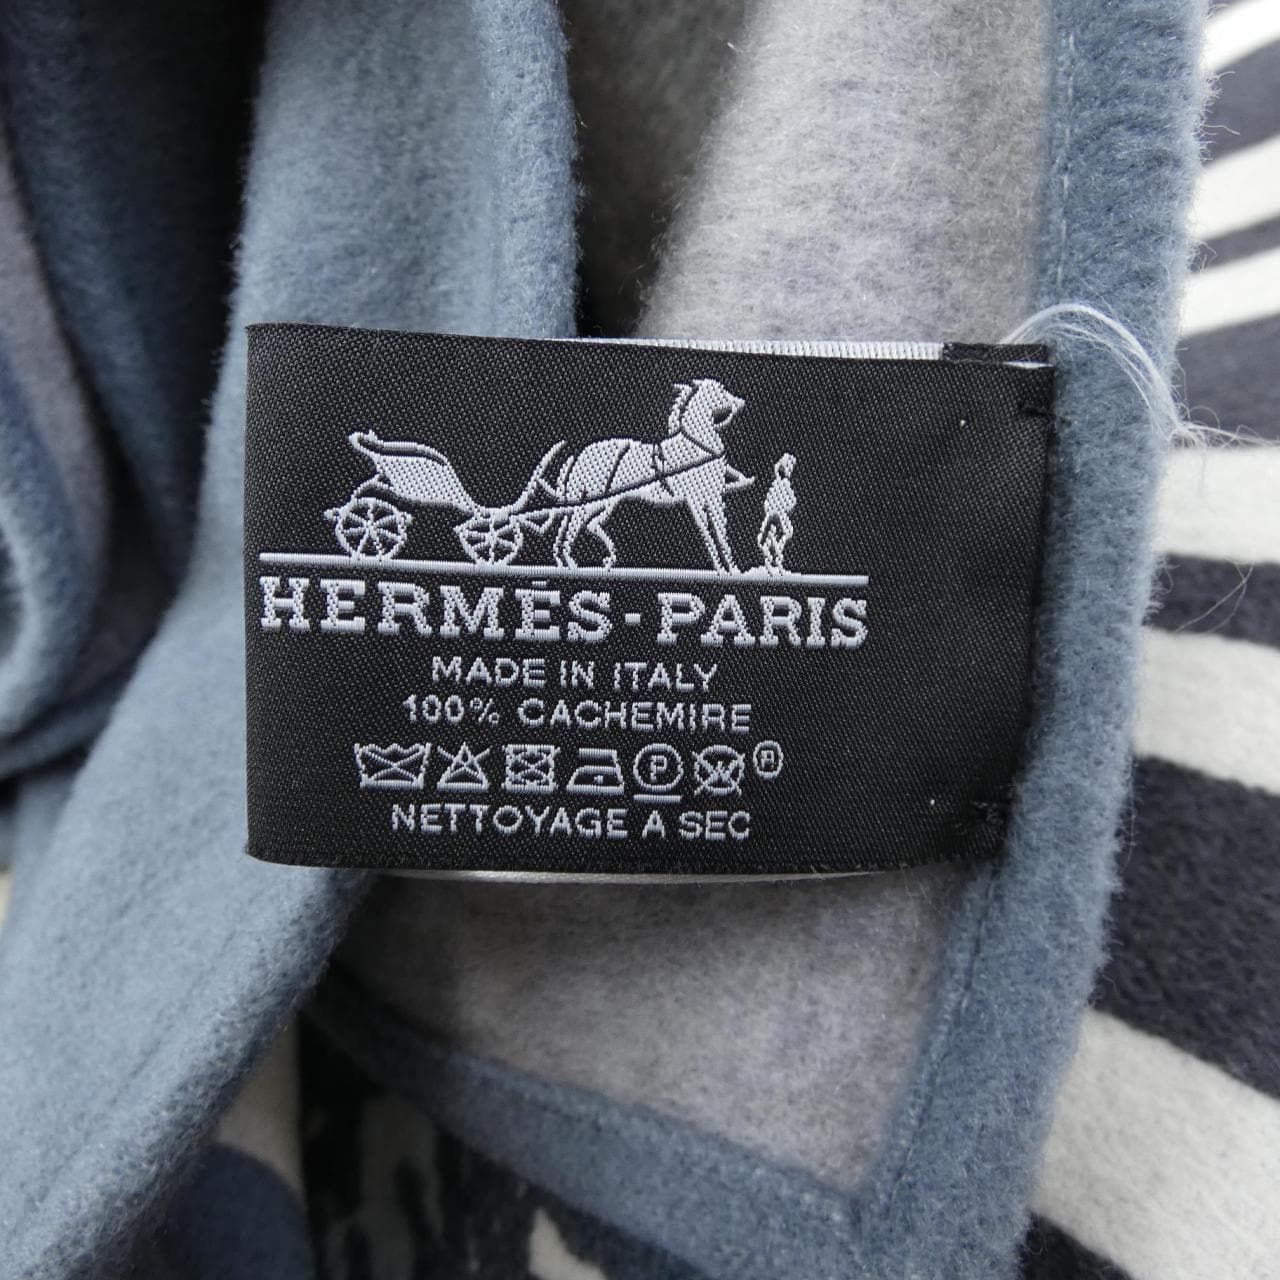 HERMÈS-PARIS
MADE IN ITALY
100% CACHEMIRE
P ®
NETTOYAGE A SEC